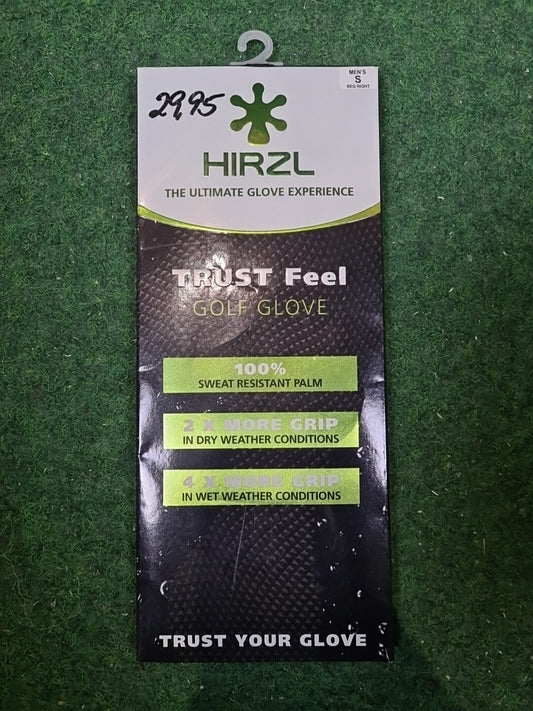 MEN'S
S
REG RIGHT
29,95
HIRZL
THE ULTIMATE GLOVE EXPERIENCE
TRUST Feel
GOLF GLOVE
100%
SWEAT RESISTANT PALM
2 X MORE GRIP
IN DRY WEATHER CONDITIONS
4 X MORE GRIP
IN WET WEATHER CONDITIONS
TRUST YOUR GLOVE